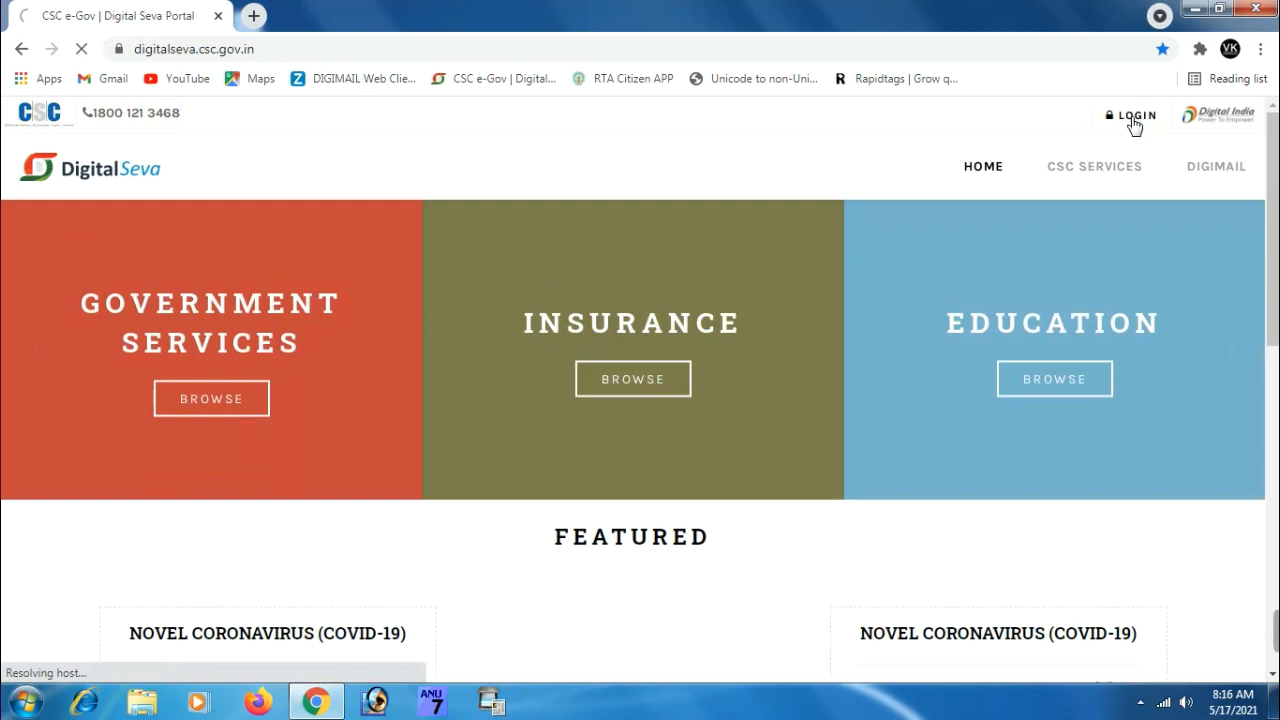 CSC e-Gov | Digital Seva Portal
digitalseva.csc.gov.in
VK
Apps
Gmail
YouTube
Maps
DIGIMAIL Web Clie...
CSC e-Gov | Digital...
RTA Citizen APP
Unicode to non-Uni...
Rapidtags | Grow q...
Reading list
CSC
1800 121 3468
LOGIN
Digital India
Power To Empower
DigitalSeva
HOME
CSC SERVICES
DIGIMAIL
GOVERNMENT
SERVICES
BROWSE
INSURANCE
BROWSE
EDUCATION
BROWSE
FEATURED
NOVEL CORONAVIRUS (COVID-19)
NOVEL CORONAVIRUS (COVID-19)
Resolving host...
ANU
7
8:16 AM
5/17/2021